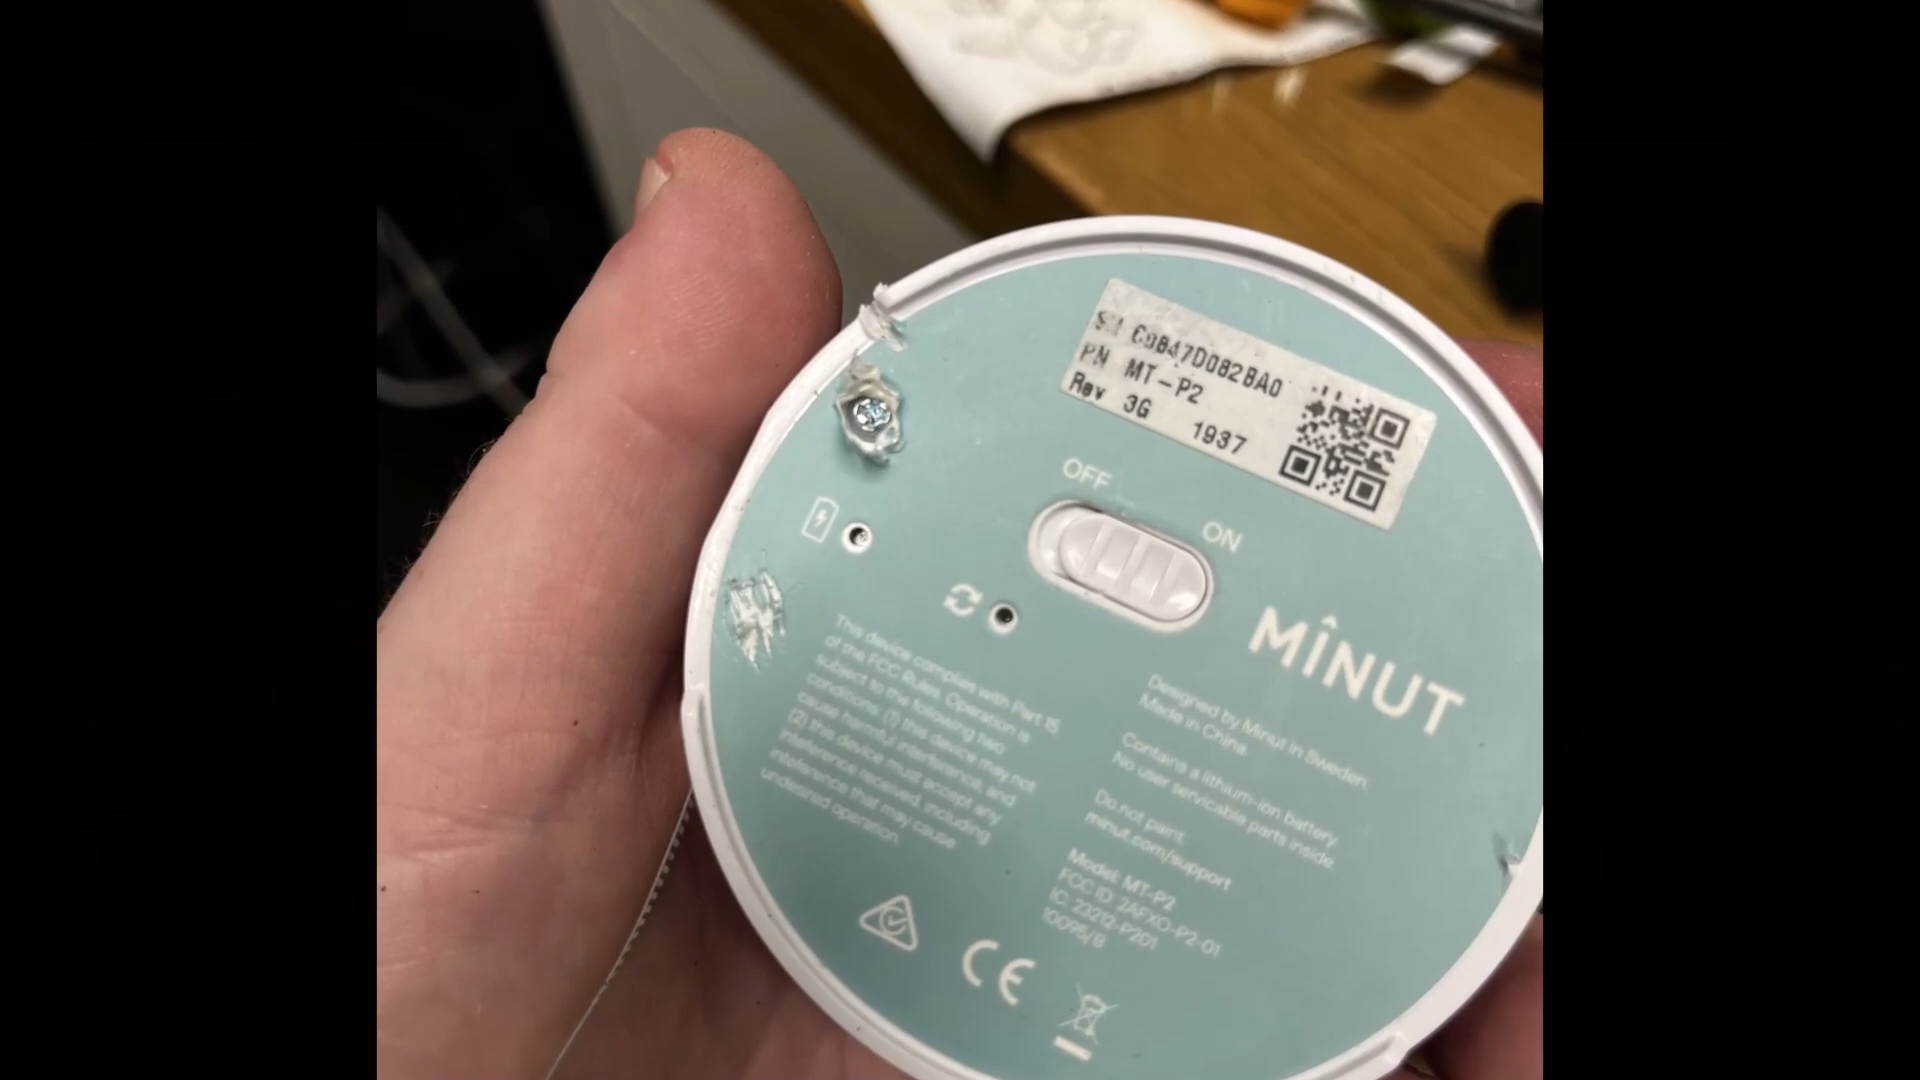 SN C0847D082BA0
PN MT-P2
Rev 3G 1937
OFF
ON
MÎNUT
This device complies with Part 15
of the FCC Rules. Operation is
subject to the following two
conditions: (1) this device may not
cause harmful interference, and
(2) this device must accept any
interference received, including
inteference that may cause
undesired operation.
Designed by Minut in Sweden.
Made in China.
Contains a lithium-ion battery.
No user servicable parts inside.
Do not paint.
minut.com/support
Model: MT-P2
FCC ID: 2AFXO-P2-01
IC: 23212-P201
10095/B
CE